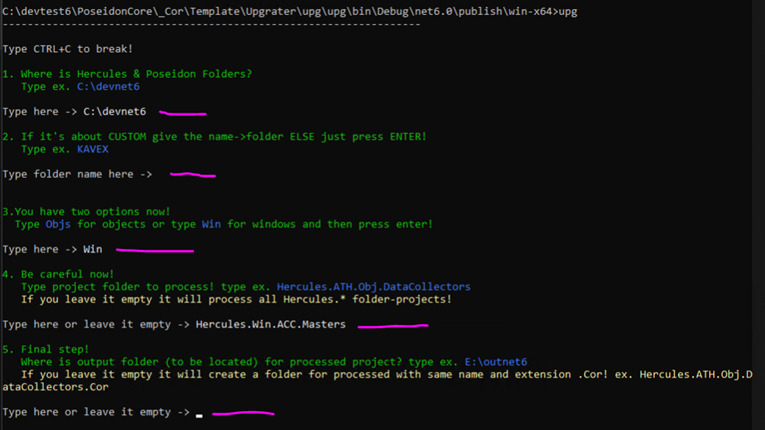 C:\devtest6\PoseidonCore\_Cor\Template\Upgrater\upg\upg\bin\Debug\net6.0\publish\win-x64>upg
-------------------------------------------------------------------
Type CTRL+C to break!
1. Where is Hercules & Poseidon Folders?
Type ex. C:\devnet6
Type here -> C:\devnet6
2. If it's about CUSTOM give the name->folder ELSE just press ENTER!
Type ex. KAVEX
Type folder name here ->
3.You have two options now!
Type Objs for objects or type Win for windows and then press enter!
Type here -> Win
4. Be careful now!
Type project folder to process! type ex. Hercules.ATH.Obj.DataCollectors
If you leave it empty it will process all Hercules.* folder-projects!
Type here or leave it empty -> Hercules.Win.ACC.Masters
5. Final step!
Where is output folder (to be located) for processed project? type ex. E:\outnet6
If you leave it empty it will create a folder for processed with same name and extension .Cor! ex. Hercules.ATH.Obj.D
ataCollectors.Cor
Type here or leave it empty ->